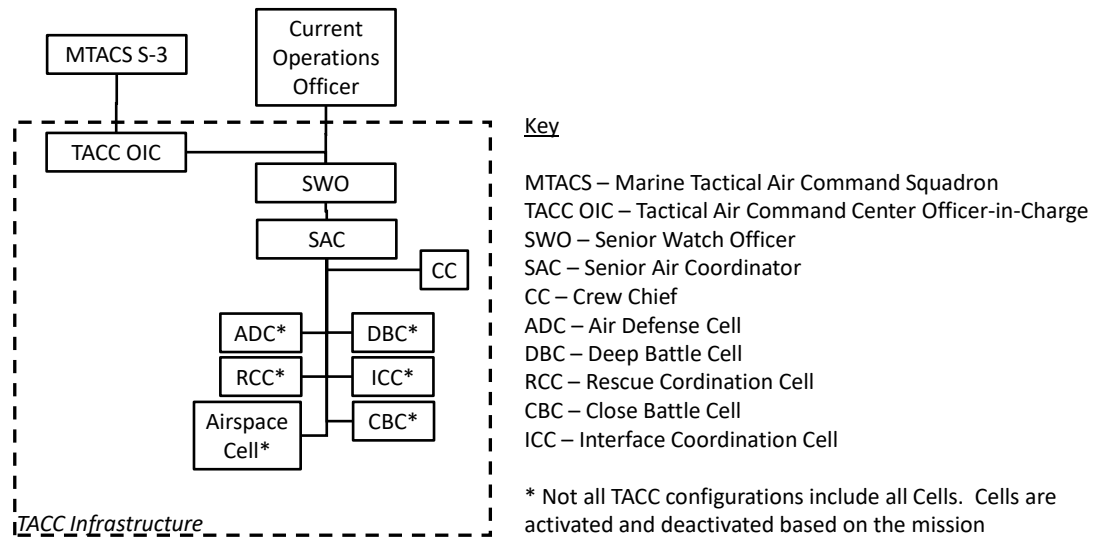 MTACS S-3
Current
Operations
Officer
TACC OIC
SWO
SAC
CC
ADC*
DBC*
RCC*
ICC*
Airspace
Cell*
CBC*
TACC Infrastructure
Key
MTACS – Marine Tactical Air Command Squadron
TACC OIC – Tactical Air Command Center Officer-in-Charge
SWO – Senior Watch Officer
SAC – Senior Air Coordinator
CC – Crew Chief
ADC – Air Defense Cell
DBC – Deep Battle Cell
RCC – Rescue Cordination Cell
CBC – Close Battle Cell
ICC – Interface Coordination Cell
* Not all TACC configurations include all Cells.  Cells are
activated and deactivated based on the mission